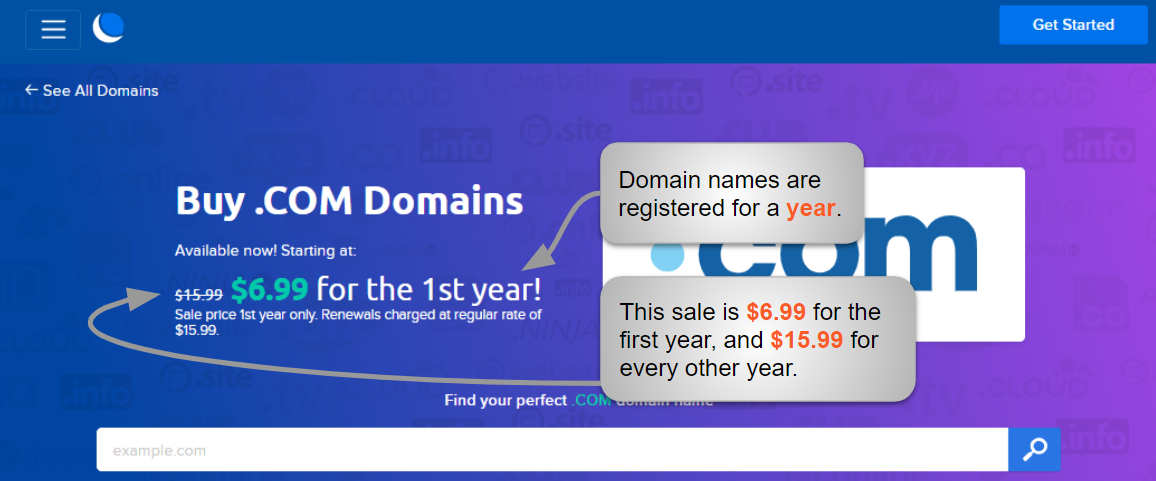 Get Started
← See All Domains
Buy .COM Domains
Available now! Starting at:
$15.99 $6.99 for the 1st year!
Sale price 1st year only. Renewals charged at regular rate of
$15.99.
Domain names are
registered for a year.
.com
This sale is $6.99 for the
first year, and $15.99 for
every other year.
Find your perfect .COM domain name
example.com